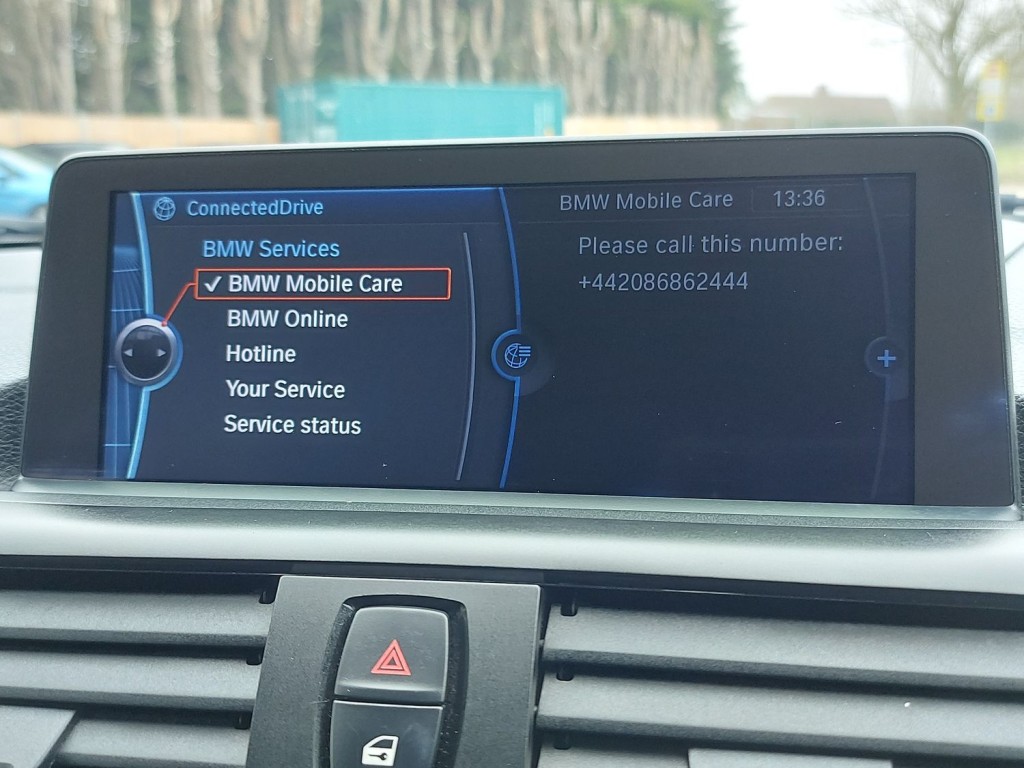 ConnectedDrive
BMW Mobile Care 13:36
BMW Services
✓ BMW Mobile Care
BMW Online
Hotline
Your Service
Service status
Please call this number:
+442086862444